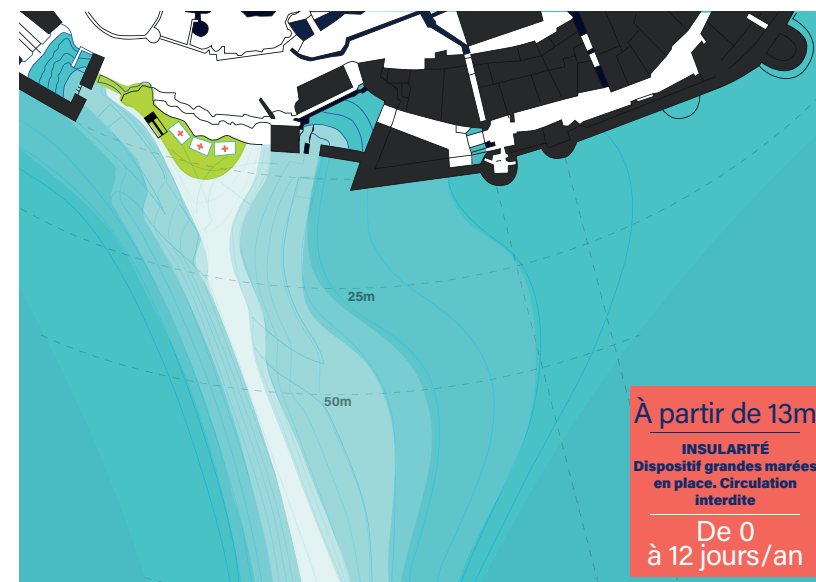 25m
50m
À partir de 13m
INSULARITÉ
Dispositif grandes marées
en place. Circulation
interdite
De 0
à 12 jours/an